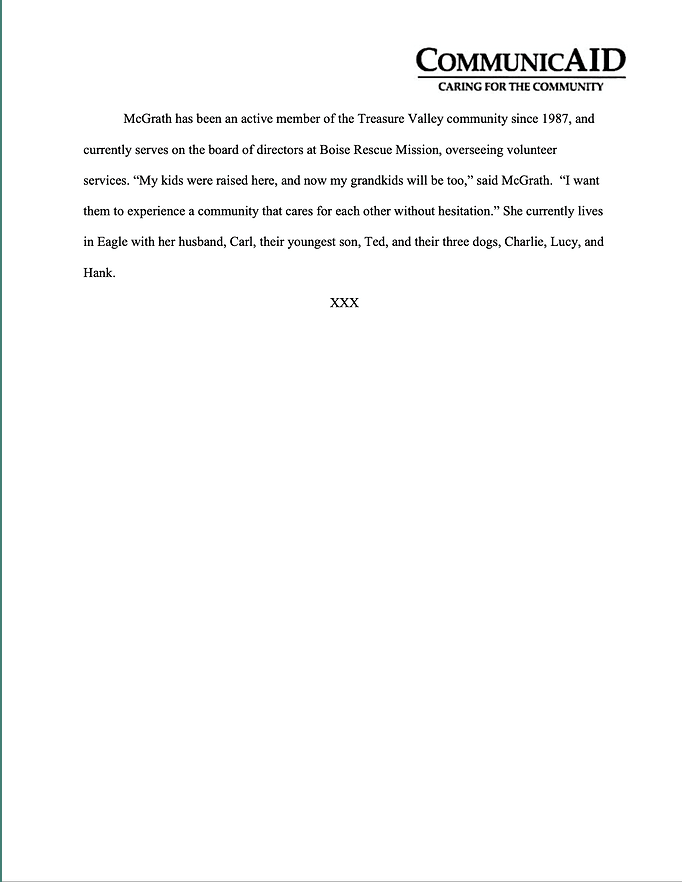 COMMUNICAID
CARING FOR THE COMMUNITY
McGrath has been an active member of the Treasure Valley community since 1987, and
currently serves on the board of directors at Boise Rescue Mission, overseeing volunteer
services. “My kids were raised here, and now my grandkids will be too,” said McGrath.  “I want
them to experience a community that cares for each other without hesitation.” She currently lives
in Eagle with her husband, Carl, their youngest son, Ted, and their three dogs, Charlie, Lucy, and
Hank.
XXX